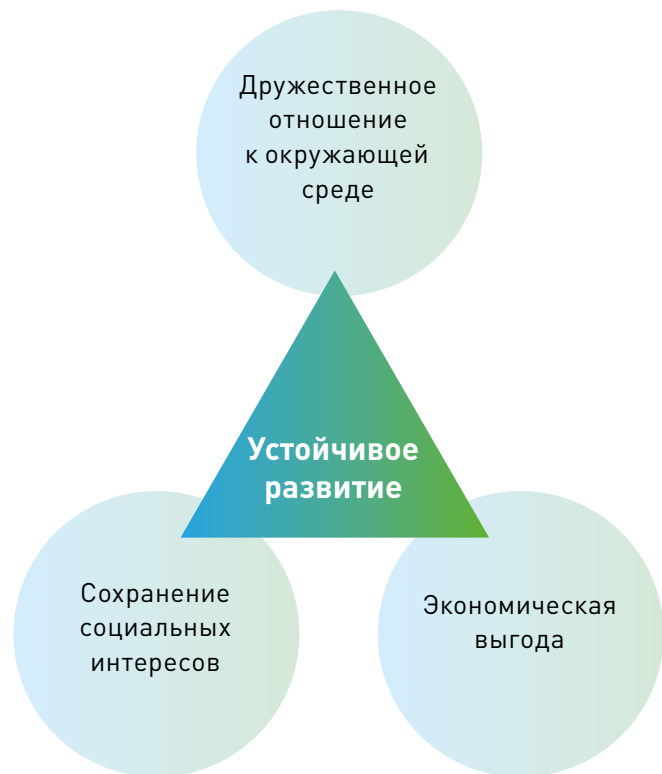 Дружественное
отношение
к окружающей
среде
Устойчивое
развитие
Сохранение
социальных
интересов
Экономическая
выгода